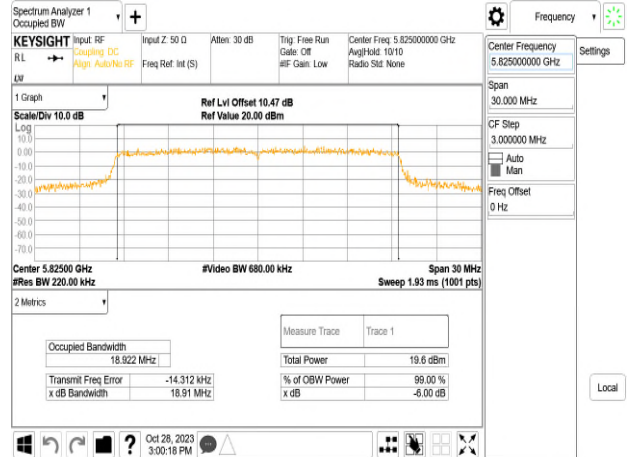 Spectrum Analyzer 1
Occupied BW
Frequency
KEYSIGHT
Input: RF
Input Z: 50 Ω
Atten: 30 dB
Trig: Free Run
Center Freq: 5.825000000 GHz
RL
Coupling: DC
Gate: Off
Avg|Hold: 10/10
Align: Auto/No RF
Freq Ref: Int (S)
#IF Gain: Low
Radio Std: None
LXI
Center Frequency
5.825000000 GHz
Settings
Span
30.000 MHz
CF Step
3.000000 MHz
Auto
Man
Freq Offset
0 Hz
Local
1 Graph
Ref Lvl Offset 10.47 dB
Scale/Div 10.0 dB
Ref Value 20.00 dBm
Log
10.0
0.00
-10.0
-20.0
-30.0
-40.0
-50.0
-60.0
-70.0
Center 5.82500 GHz
#Video BW 680.00 kHz
Span 30 MHz
#Res BW 220.00 kHz
Sweep 1.93 ms (1001 pts)
2 Metrics
Measure Trace
Trace 1
Occupied Bandwidth
18.922 MHz
Total Power
19.6 dBm
Transmit Freq Error
-14.312 kHz
% of OBW Power
99.00 %
x dB Bandwidth
18.91 MHz
x dB
-6.00 dB
?
Oct 28, 2023
3:00:18 PM